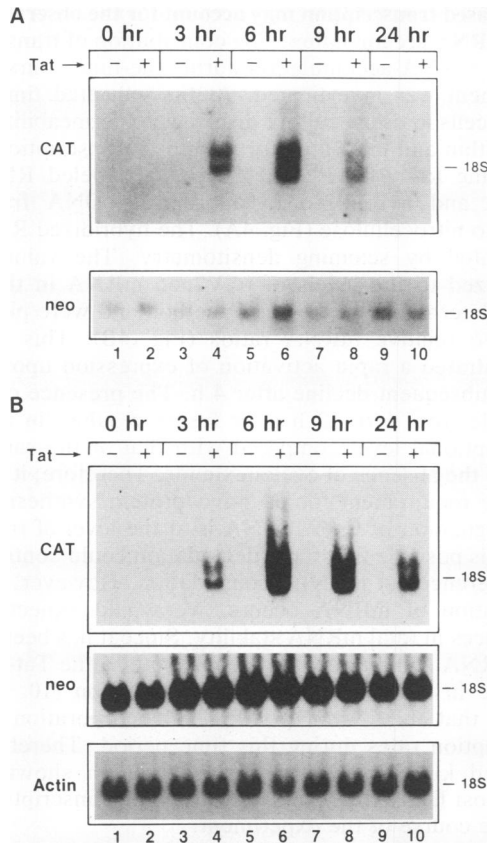 A
0 hr 3 hr 6 hr 9 hr 24 hr
Tat → − + − + − + − + − +
CAT
– 18S
neo
– 18S
1 2 3 4 5 6 7 8 9 10
B
0 hr 3 hr 6 hr 9 hr 24 hr
Tat → − + − + − + − + − +
CAT
– 18S
neo
– 18S
Actin
– 18S
1 2 3 4 5 6 7 8 9 10